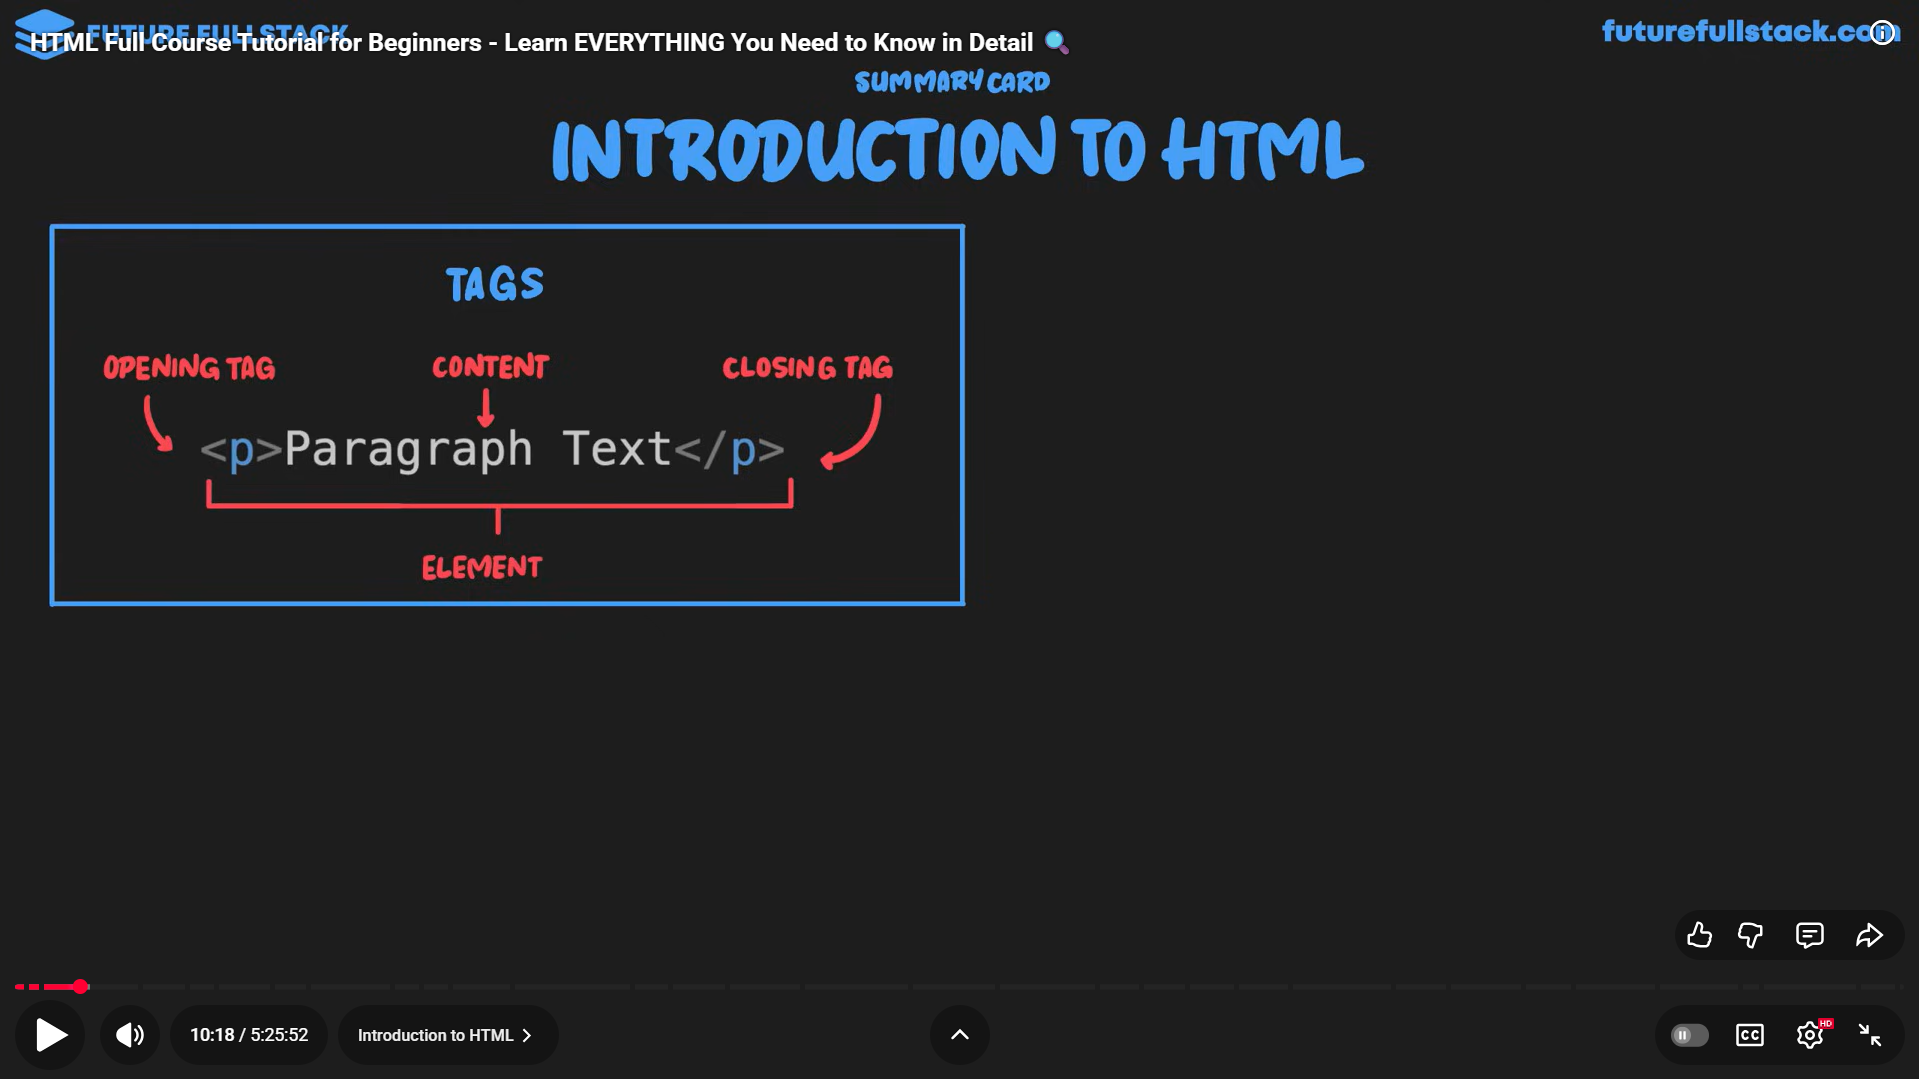 FUTURE FULL STACK
futurefullstack.com
HTML Full Course Tutorial for Beginners - Learn EVERYTHING You Need to Know in Detail 🔍
SUMMARY CARD
INTRODUCTION TO HTML
TAGS
OPENING TAG
CONTENT
CLOSING TAG
<p>Paragraph Text</p>
ELEMENT
10:18 / 5:25:52
Introduction to HTML
CC
HD